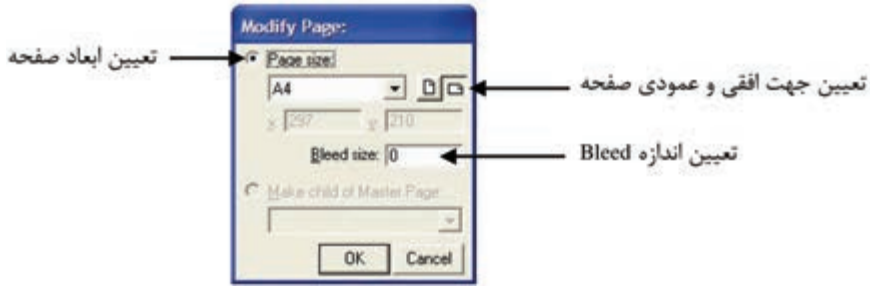 Modify Page:
تعیین ابعاد صفحه
Page size:
A4
تعیین جهت افقی و عمودی صفحه
x 297 y 210
Bleed size: 0
تعیین اندازه Bleed
Make child of Master Page:
OK Cancel